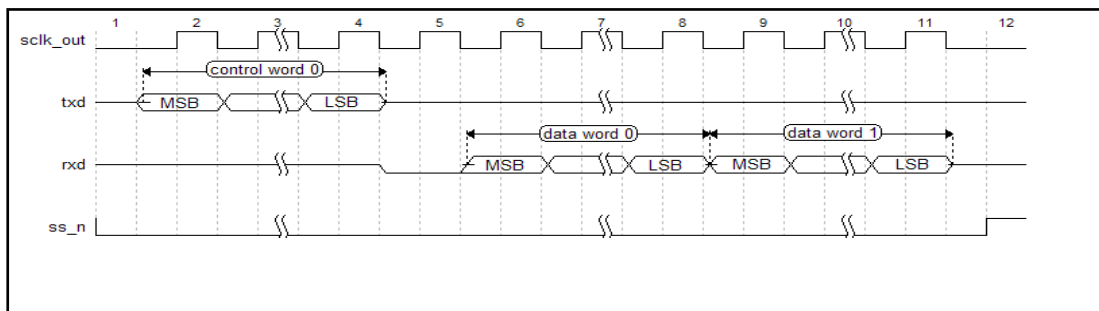 1 2 3 4 5 6 7 8 9 10 11 12
sclk_out
control word 0
txd MSB LSB
data word 0 data word 1
rxd MSB LSB MSB LSB
ss_n